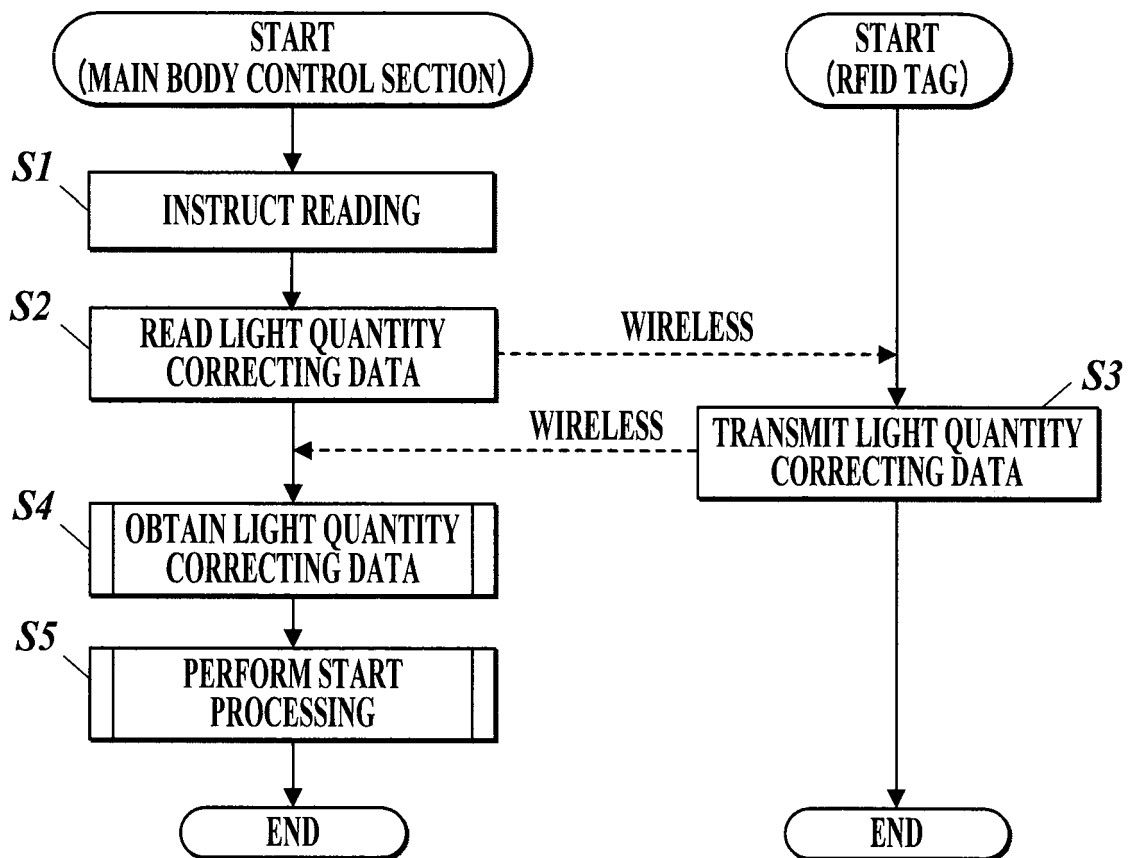 START
(MAIN BODY CONTROL SECTION)
START
(RFID TAG)
S1
INSTRUCT READING
S2
READ LIGHT QUANTITY
CORRECTING DATA
WIRELESS
S3
TRANSMIT LIGHT QUANTITY
CORRECTING DATA
WIRELESS
S4
OBTAIN LIGHT QUANTITY
CORRECTING DATA
S5
PERFORM START
PROCESSING
END
END